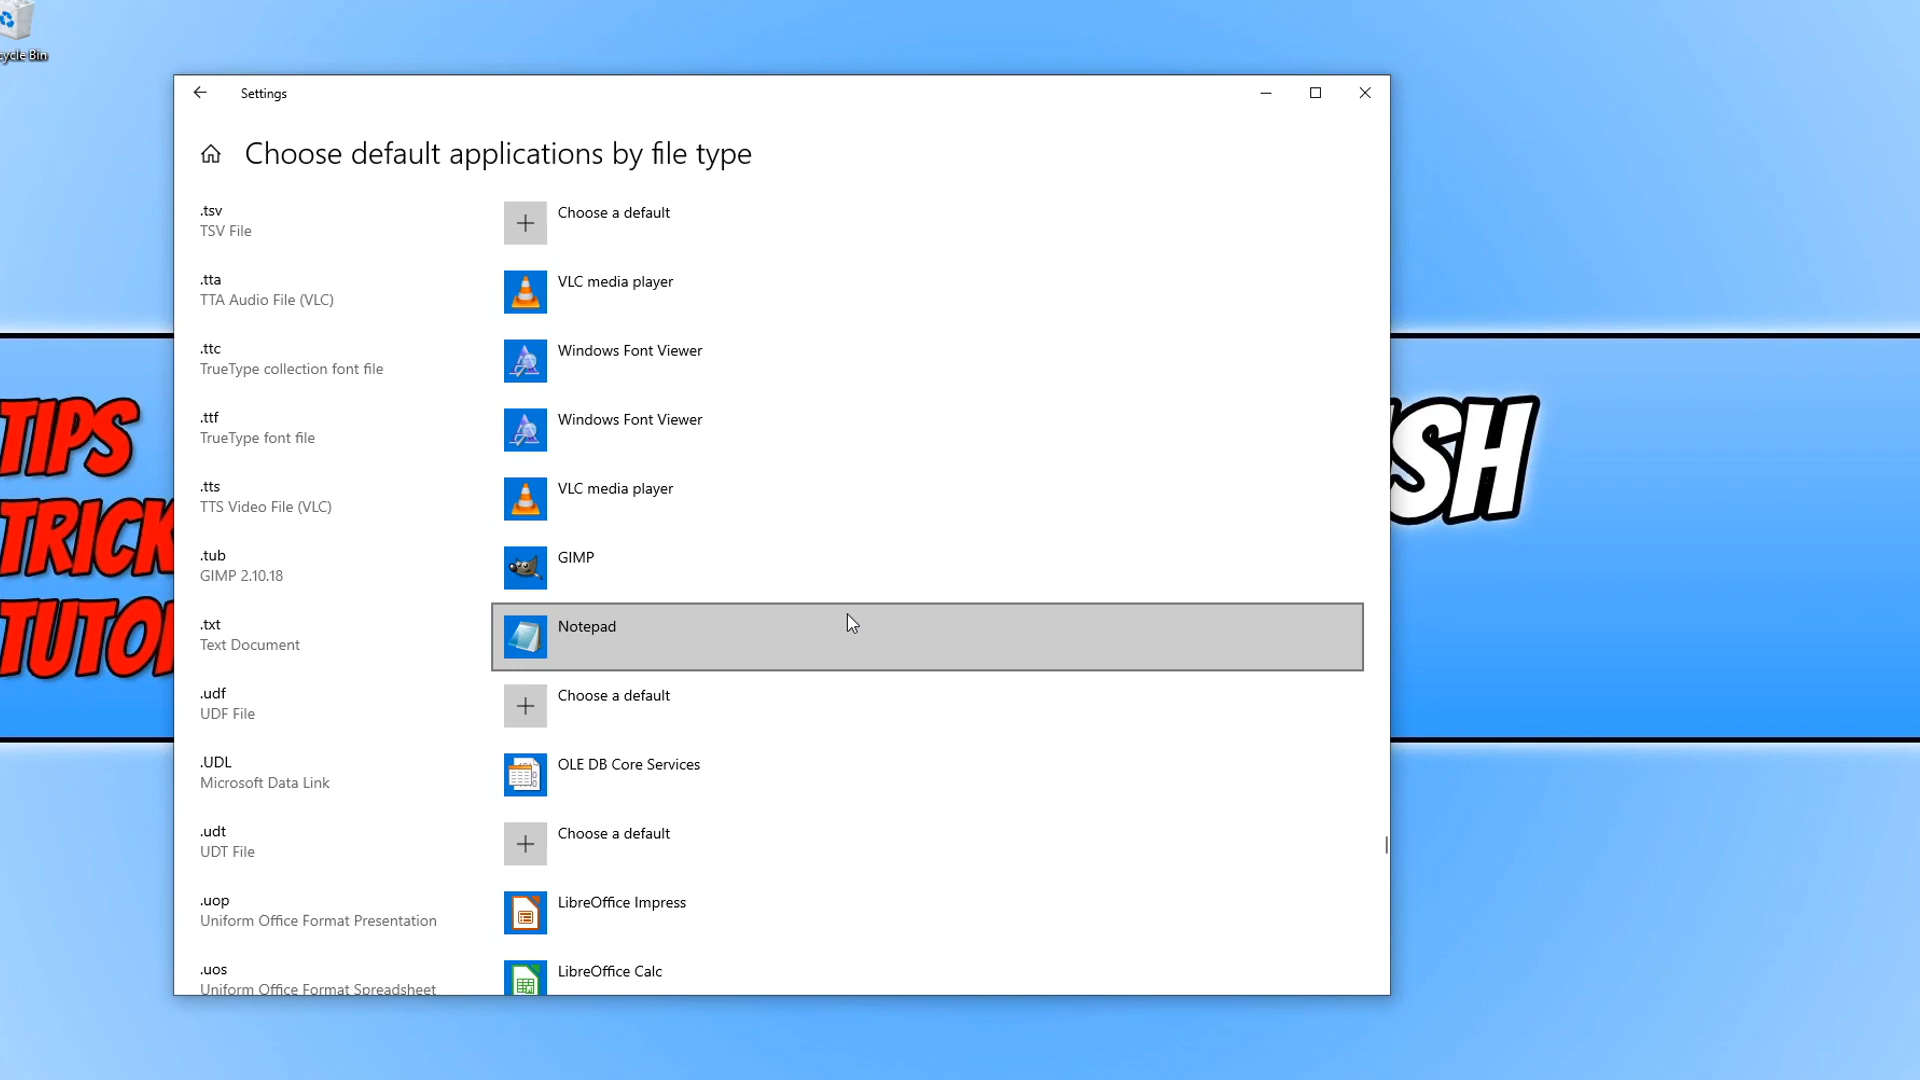 cycle Bin
Settings
Choose default applications by file type
.tsv
TSV File
Choose a default
.tta
TTA Audio File (VLC)
VLC media player
.ttc
TrueType collection font file
Windows Font Viewer
.ttf
TrueType font file
Windows Font Viewer
.tts
TTS Video File (VLC)
VLC media player
.tub
GIMP 2.10.18
GIMP
.txt
Text Document
Notepad
.udf
UDF File
Choose a default
.UDL
Microsoft Data Link
OLE DB Core Services
.udt
UDT File
Choose a default
.uop
Uniform Office Format Presentation
LibreOffice Impress
.uos
Uniform Office Format Spreadsheet
LibreOffice Calc
TIPS
TRICK
TUTO
SH